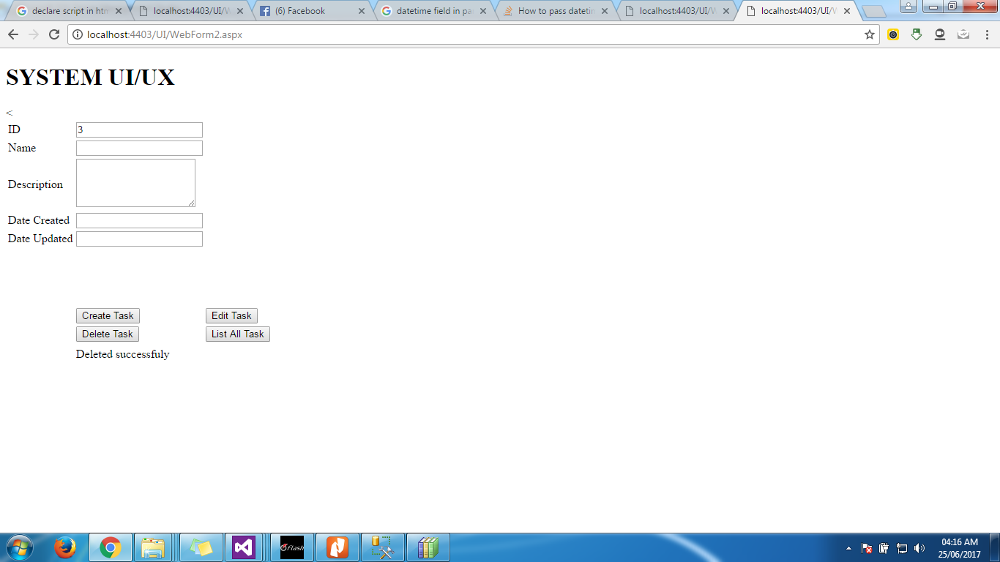 declare script in htm
localhost:4403/UI/W
(6) Facebook
datetime field in pa
How to pass datetim
localhost:4403/UI/W
localhost:4403/UI/W
localhost:4403/UI/WebForm2.aspx
SYSTEM UI/UX
<
ID 3
Name
Description
Date Created
Date Updated
Create Task Edit Task
Delete Task List All Task
Deleted successfuly
Flash
04:16 AM
25/06/2017